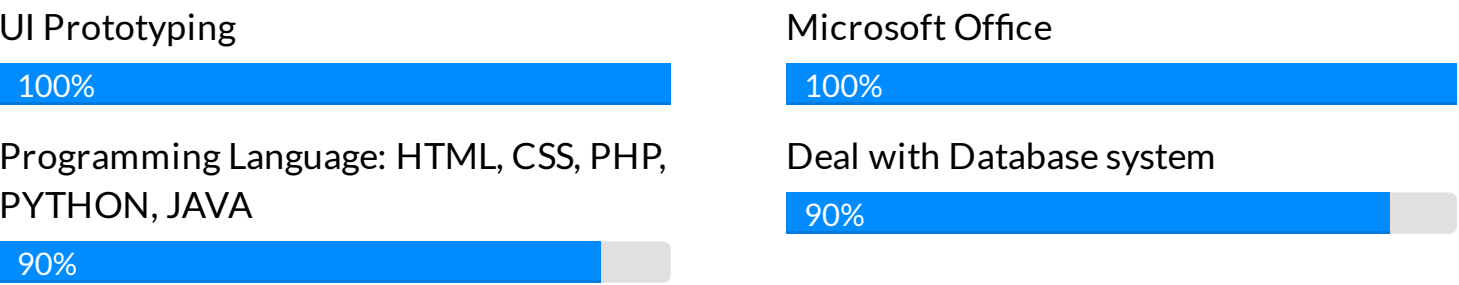 UI Prototyping
100%
Programming Language: HTML, CSS, PHP,
PYTHON, JAVA
90%
Microsoft Office
100%
Deal with Database system
90%